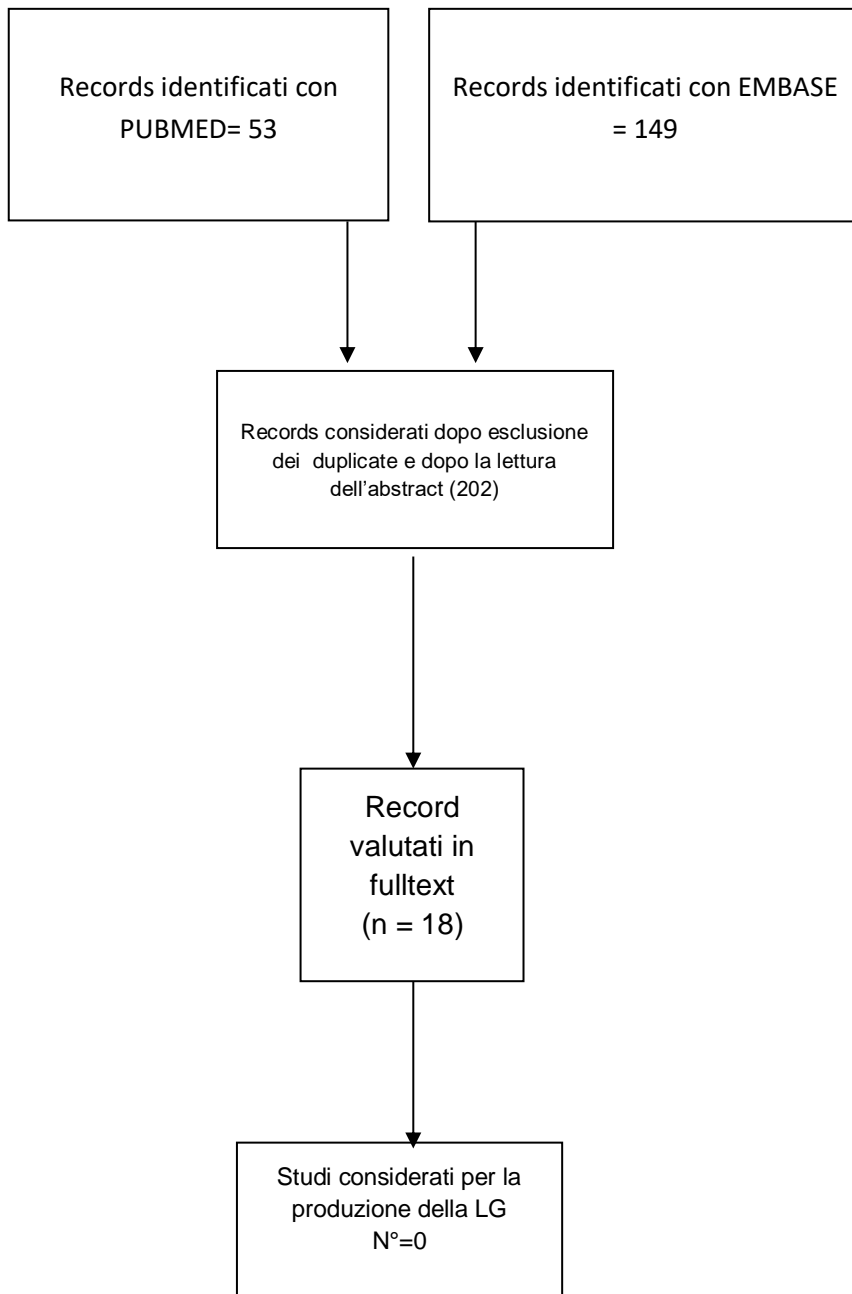 Records identificati con
PUBMED= 53
Records identificati con EMBASE
= 149
Records considerati dopo esclusione
dei duplicate e dopo la lettura
dell'abstract (202)
Record
valutati in
fulltext
(n = 18)
Studi considerati per la
produzione della LG
N°=0